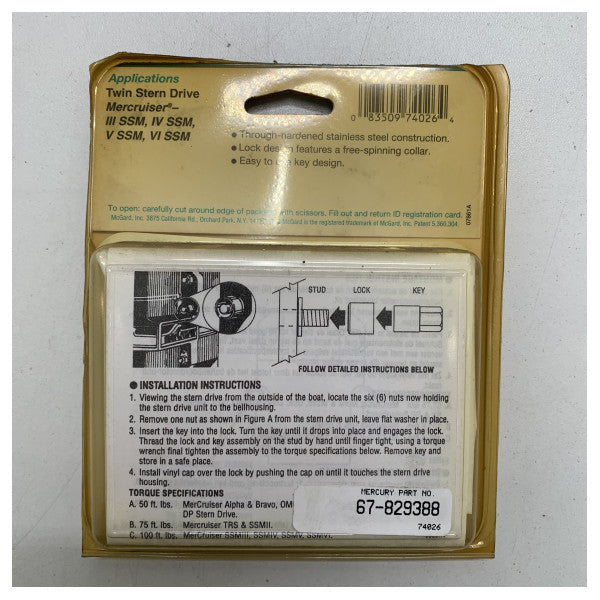 Applications
Twin Stern Drive
Mercruiser®–
III SSM, IV SSM,
V SSM, VI SSM
0 83509 74026 4
• Through-hardened stainless steel construction.
• Lock design features a free-spinning collar.
• Easy to use key design.
To open: carefully cut around edge of package with scissors. Fill out and return ID registration card.
McGard, Inc. 3875 California Rd., Orchard Park, N.Y. McGard is the registered trademark of McGard, Inc. Patent 5,360,304.
07661A
STUD LOCK KEY
FOLLOW DETAILED INSTRUCTIONS BELOW
● INSTALLATION INSTRUCTIONS
1. Viewing the stern drive from the outside of the boat, locate the six (6) nuts now holding
the stern drive unit to the bellhousing.
2. Remove one nut as shown in Figure A from the stern drive unit, leave flat washer in place.
3. Insert the key into the lock. Turn the key until it drops into place and engages the lock.
Thread the lock and key assembly on the stud by hand until finger tight, using a torque
wrench final tighten the assembly to the torque specifications below. Remove key and
store in a safe place.
4. Install vinyl cap over the lock by pushing the cap on until it touches the stern drive
housing.
TORQUE SPECIFICATIONS
A. 50 ft. lbs. MerCruiser Alpha & Bravo, OM
DP Stern Drive.
B. 75 ft. lbs. Mercruiser TRS & SSMII.
C. 100 ft. lbs. MerCruiser SSMIII, SSMIV, SSMV, SSMVI.
MERCURY PART NO.
67-829388
74026